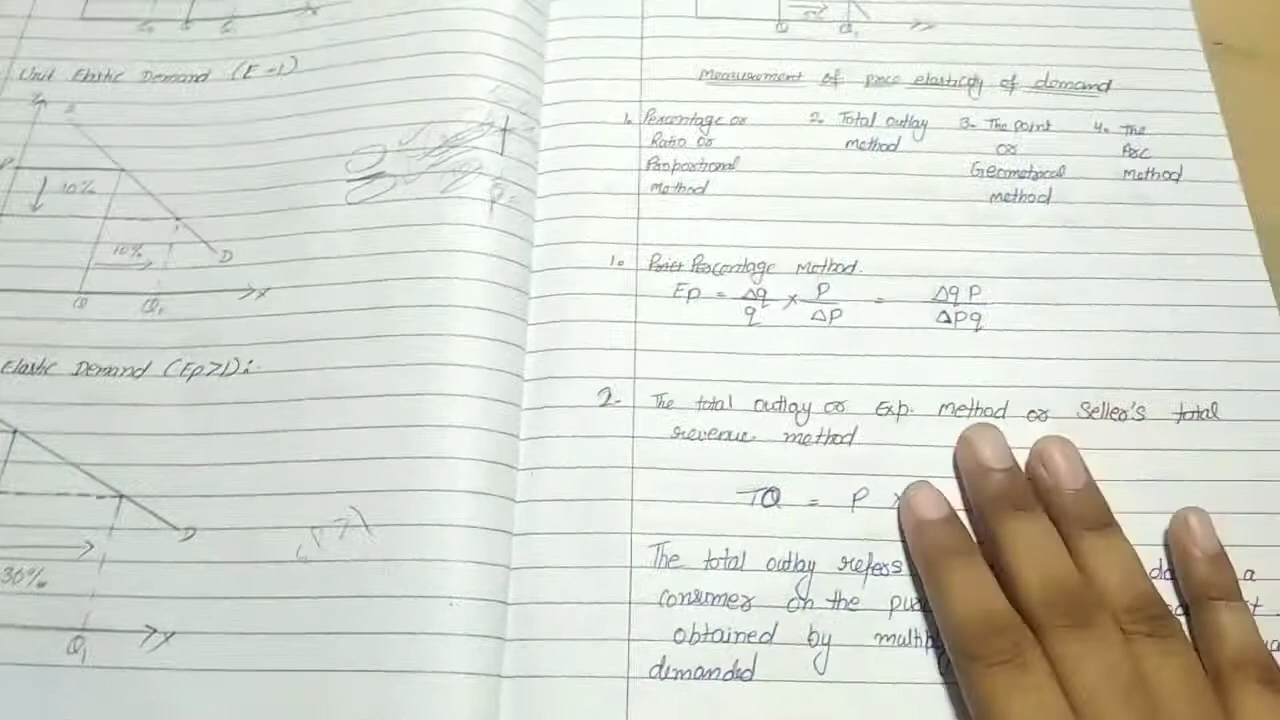 Unit Elastic Demand (E=1)
10%
10%
D
Q Q1 X
Elastic Demand (Ep>1):
D
30%
Q1 X
Q Q1
Measurement of price elasticity of demand
1. Percentage or Ratio or Proportional Method
2. Total outlay method
3. The point or Geometrical method
4. The Arc Method
1. Percentage Method.
Ep = Δq/q × P/ΔP = ΔqP/ΔPq
2. The total outlay or Exp. method or Seller's total
revenue method
TO = P ×
The total outlay refers a
consumer on the
obtained by
demanded